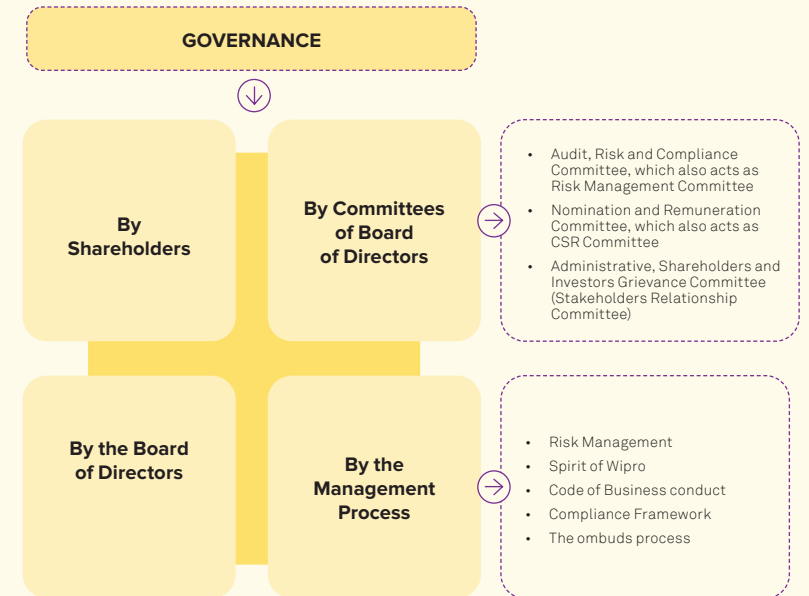 GOVERNANCE
By
Shareholders
By Committees
of Board
of Directors
• Audit, Risk and Compliance
Committee, which also acts as
Risk Management Committee
• Nomination and Remuneration
Committee, which also acts as
CSR Committee
• Administrative, Shareholders and
Investors Grievance Committee
(Stakeholders Relationship
Committee)
By the Board
of Directors
By the
Management
Process
• Risk Management
• Spirit of Wipro
• Code of Business conduct
• Compliance Framework
• The ombuds process